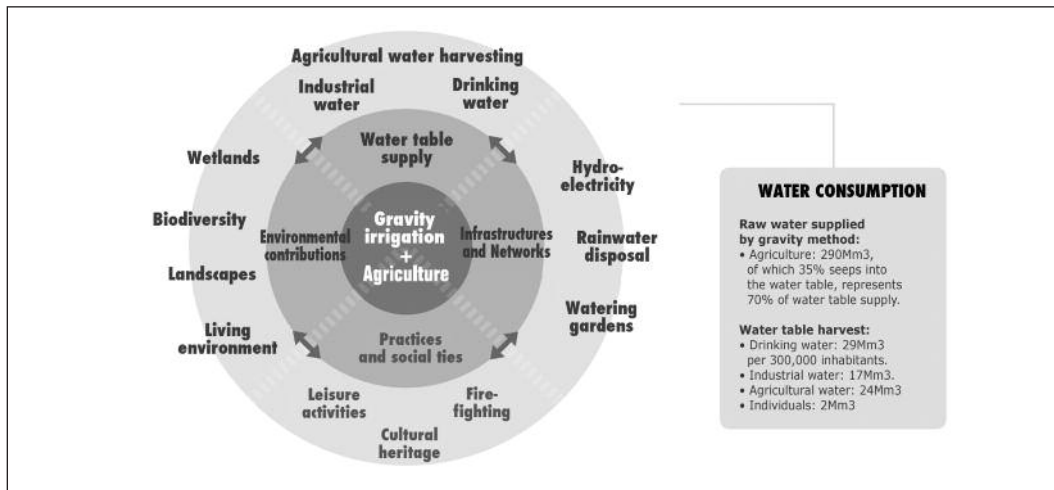 Agricultural water harvesting
Industrial
water
Drinking
water
Water table
supply
Wetlands
Hydro-
electricity
Biodiversity
Environmental
contributions
Gravity
irrigation
+
Agriculture
Infrastructures
and Networks
Rainwater
disposal
Landscapes
Watering
gardens
Living
environment
Practices
and social ties
Leisure
activities
Fire-
fighting
Cultural
heritage
WATER CONSUMPTION
Raw water supplied
by gravity method:
• Agriculture: 290Mm3,
of which 35% seeps into
the water table, represents
70% of water table supply.
Water table harvest:
• Drinking water: 29Mm3
per 300,000 inhabitants.
• Industrial water: 17Mm3.
• Agricultural water: 24Mm3
• Individuals: 2Mm3